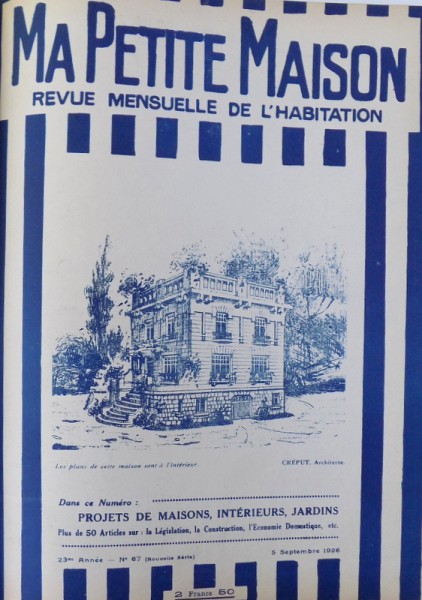 MA PETITE MAISON
REVUE MENSUELLE DE L'HABITATION
Les plans de cette maison sont à l'intérieur.
CRÉPUT, Architecte
Dans ce Numéro :
PROJETS DE MAISONS, INTÉRIEURS, JARDINS
Plus de 50 Articles sur : la Législation, la Construction, l'Economie Domestique, etc.
23me Année — No 67 (Nouvelle Série)
5 Septembre 1926
2 Francs 50